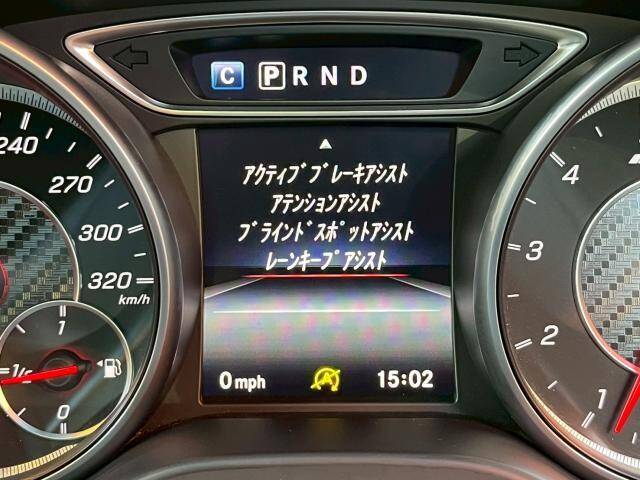 C P R N D
▲
アクティブブレーキアシスト
アテンションアシスト
ブラインドスポットアシスト
レーンキープアシスト
0 mph A 15:02
240
270
300
320
km/h
1
1/2
0
4
3
2
1